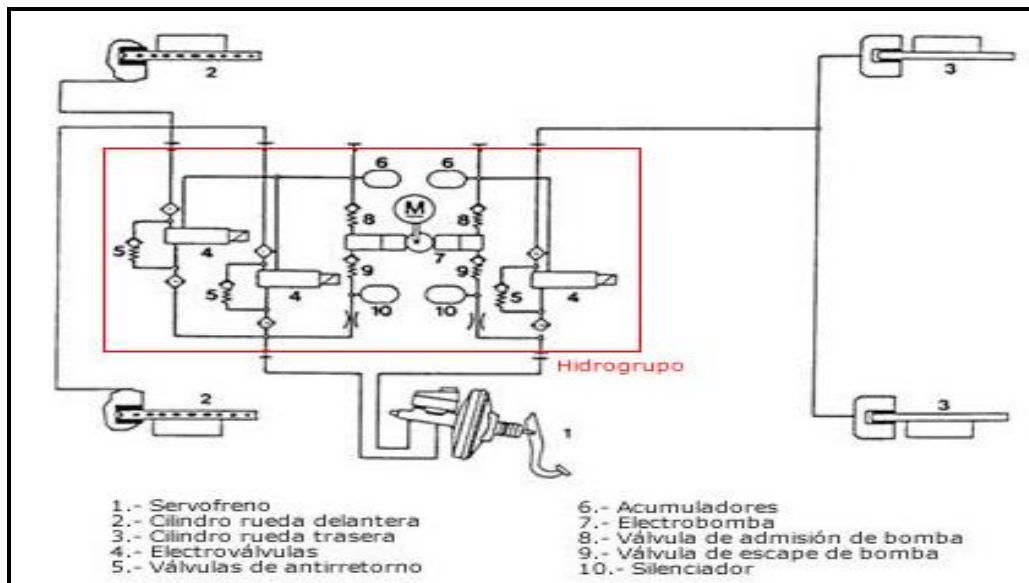 2
3
6 6
M
8 8
5 4 7
9 9
5 4 5 4
10 10
Hidrogrupo
2
3
1
1.- Servofreno
2.- Cilindro rueda delantera
3.- Cilindro rueda trasera
4.- Electroválvulas
5.- Válvulas de antirretorno
6.- Acumuladores
7.- Electrobomba
8.- Válvula de admisión de bomba
9.- Válvula de escape de bomba
10.- Silenciador